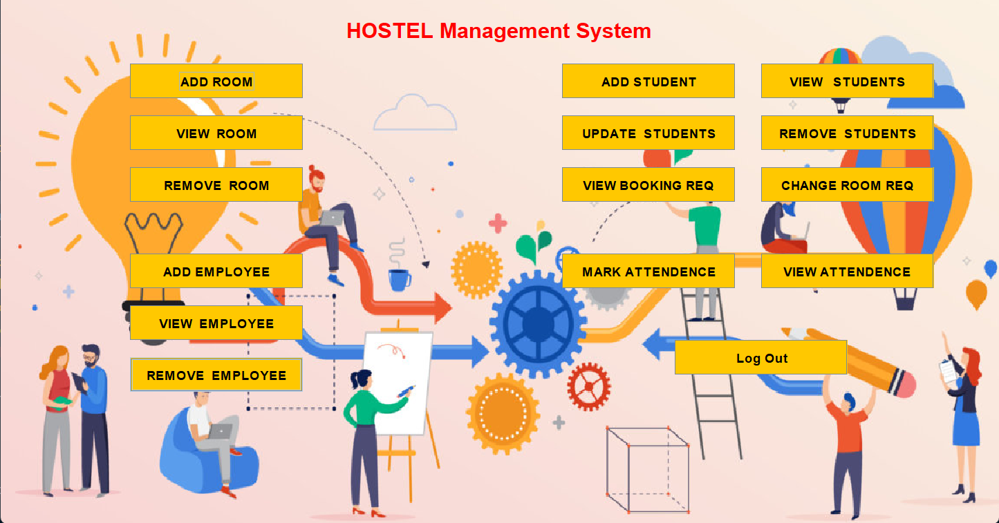 HOSTEL Management System
ADD ROOM
VIEW ROOM
REMOVE ROOM
ADD EMPLOYEE
VIEW EMPLOYEE
REMOVE EMPLOYEE
ADD STUDENT
VIEW STUDENTS
UPDATE STUDENTS
REMOVE STUDENTS
VIEW BOOKING REQ
CHANGE ROOM REQ
MARK ATTENDENCE
VIEW ATTENDENCE
Log Out